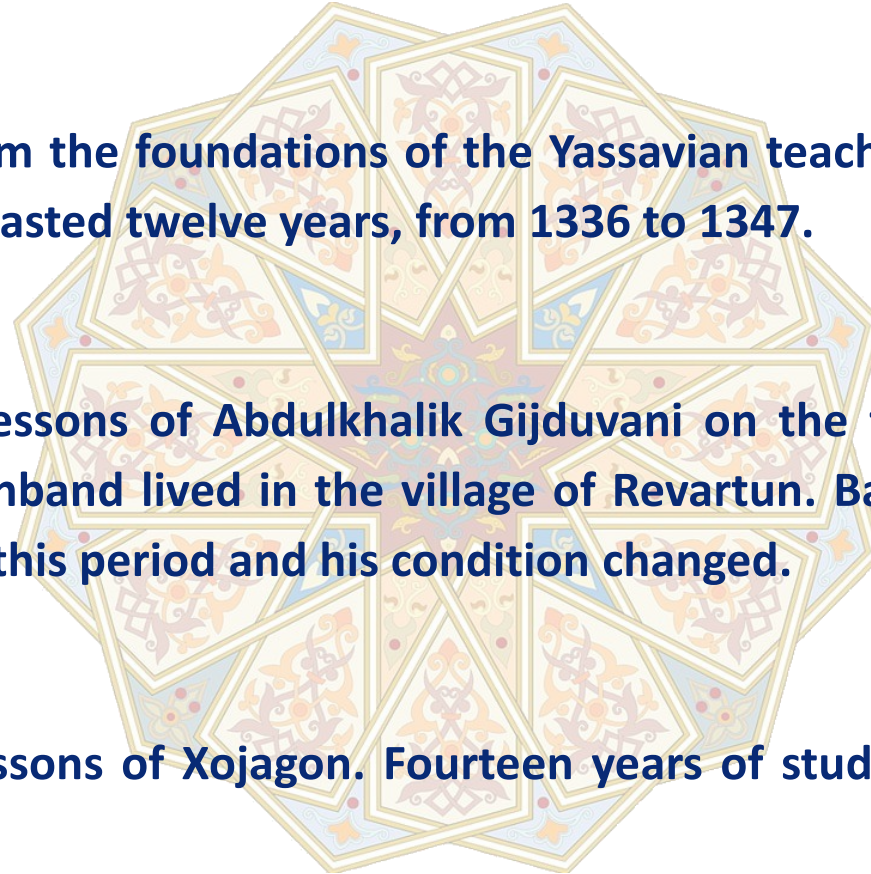 m the foundations of the Yassavian teach
asted twelve years, from 1336 to 1347.
essons of Abdulkhalik Gijduvani on the
hband lived in the village of Revartun. Ba
this period and his condition changed.
ssons of Xojagon. Fourteen years of stud